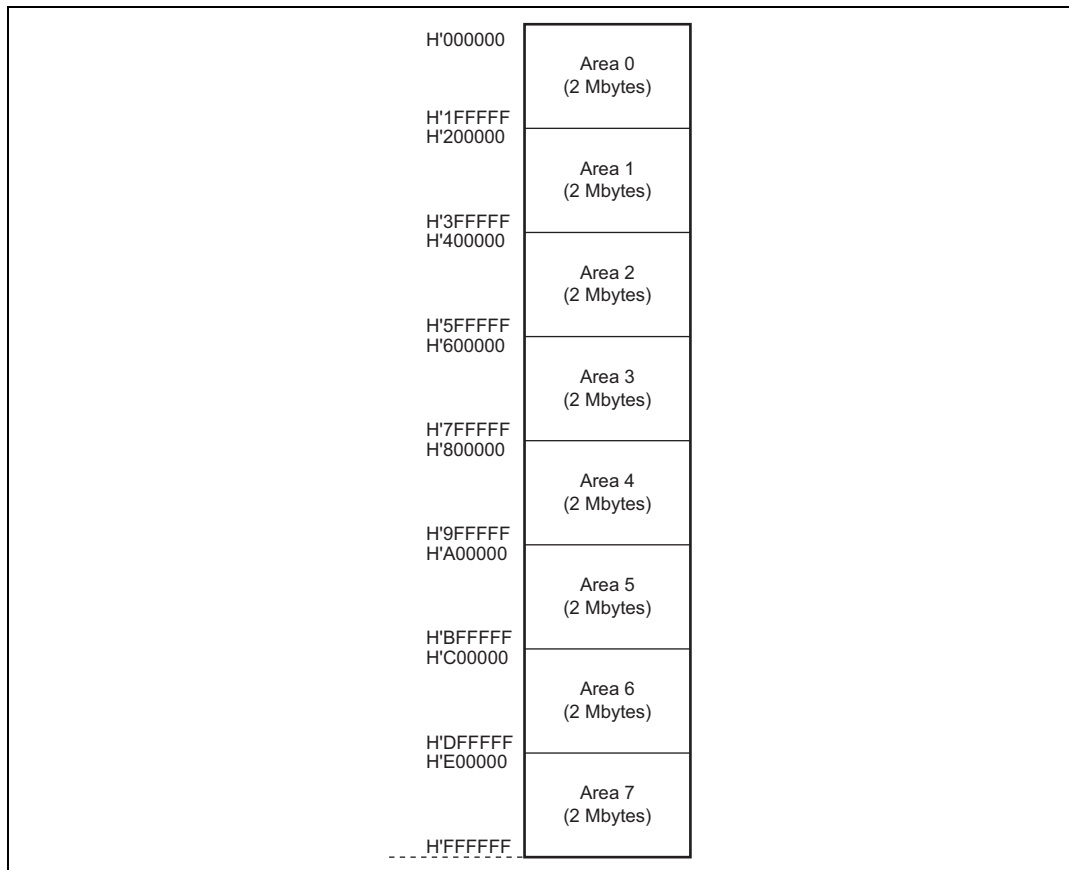 H'000000
Area 0
(2 Mbytes)
H'1FFFFF
H'200000
Area 1
(2 Mbytes)
H'3FFFFF
H'400000
Area 2
(2 Mbytes)
H'5FFFFF
H'600000
Area 3
(2 Mbytes)
H'7FFFFF
H'800000
Area 4
(2 Mbytes)
H'9FFFFF
H'A00000
Area 5
(2 Mbytes)
H'BFFFFF
H'C00000
Area 6
(2 Mbytes)
H'DFFFFF
H'E00000
Area 7
(2 Mbytes)
H'FFFFFF